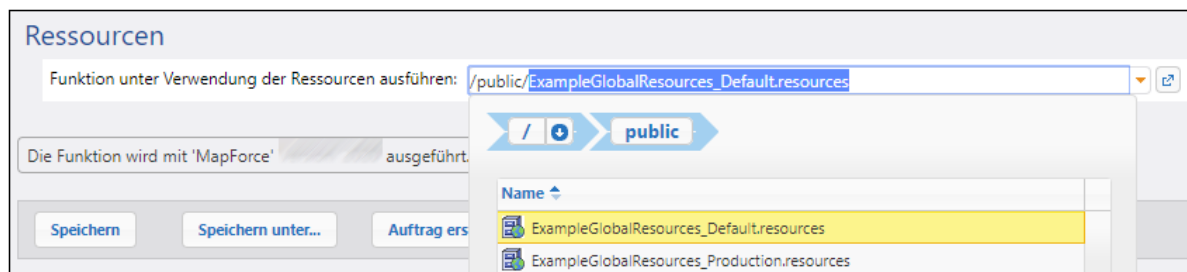 Ressourcen
Funktion unter Verwendung der Ressourcen ausführen: /public/ExampleGlobalResources_Default.resources
/ public
Die Funktion wird mit 'MapForce' ausgeführt.
Name
Speichern Speichern unter... Auftrag ers
ExampleGlobalResources_Default.resources
ExampleGlobalResources_Production.resources